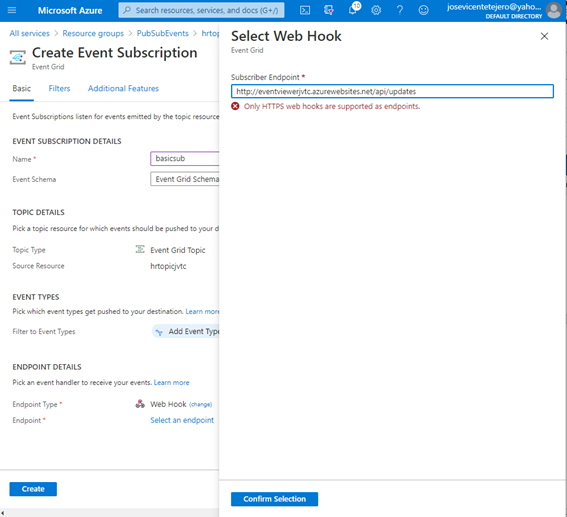 Microsoft Azure
Search resources, services, and docs (G+/)
10
josevicentetejero@yaho...
DEFAULT DIRECTORY
All services > Resource groups > PubSubEvents > hrtop
Create Event Subscription
Event Grid
Basic Filters Additional Features
Event Subscriptions listen for events emitted by the topic resource
EVENT SUBSCRIPTION DETAILS
Name * basicsub
Event Schema Event Grid Schema
TOPIC DETAILS
Pick a topic resource for which events should be pushed to your d
Topic Type Event Grid Topic
Source Resource hrtopicjvtc
EVENT TYPES
Pick which event types get pushed to your destination. Learn more
Filter to Event Types Add Event Type
ENDPOINT DETAILS
Pick an event handler to receive your events. Learn more
Endpoint Type * Web Hook (change)
Endpoint * Select an endpoint
Create
Select Web Hook
Event Grid
Subscriber Endpoint *
http://eventviewerjvtc.azurewebsites.net/api/updates
Only HTTPS web hooks are supported as endpoints.
Confirm Selection